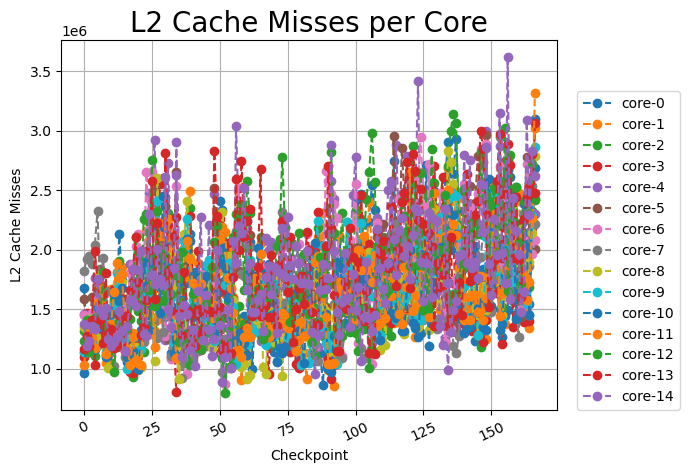 L2 Cache Misses per Core
1e6
3.5
3.0
2.5
2.0
1.5
1.0
L2 Cache Misses
0
25
50
75
100
125
150
Checkpoint
core-0
core-1
core-2
core-3
core-4
core-5
core-6
core-7
core-8
core-9
core-10
core-11
core-12
core-13
core-14